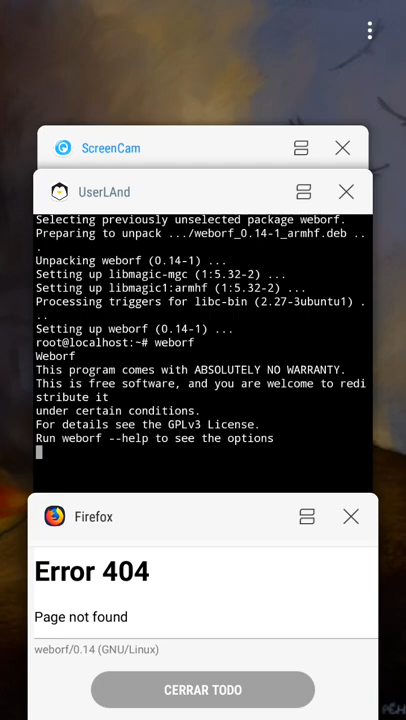 ScreenCam
UserLAnd
Selecting previously unselected package weborf.
Preparing to unpack .../weborf_0.14-1_armhf.deb ..
.
Unpacking weborf (0.14-1) ...
Setting up libmagic-mgc (1:5.32-2) ...
Setting up libmagic1:armhf (1:5.32-2) ...
Processing triggers for libc-bin (2.27-3ubuntu1) .
..
Setting up weborf (0.14-1) ...
root@localhost:~# weborf
Weborf
This program comes with ABSOLUTELY NO WARRANTY.
This is free software, and you are welcome to redi
stribute it
under certain conditions.
For details see the GPLv3 License.
Run weborf --help to see the options
Firefox
Error 404
Page not found
weborf/0.14 (GNU/Linux)
CERRAR TODO